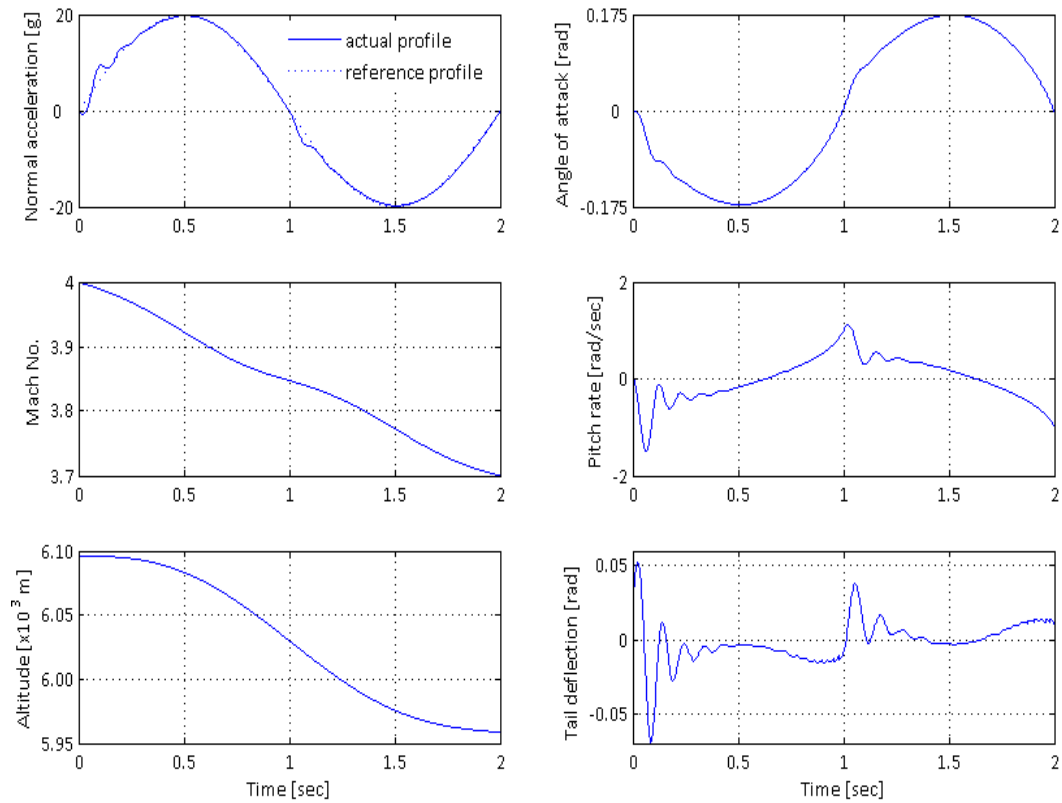 Normal acceleration [g]
20
0
-20
0 0.5 1 1.5 2
actual profile
reference profile
Angle of attack [rad]
0.175
0
-0.175
0 0.5 1 1.5 2
Mach No.
4
3.9
3.8
3.7
0 0.5 1 1.5 2
Pitch rate [rad/sec]
2
0
-2
0 0.5 1 1.5 2
Altitude [x10 ³ m]
6.10
6.05
6.00
5.95
0 0.5 1 1.5 2
Time [sec]
Tail deflection [rad]
0.05
0
-0.05
0 0.5 1 1.5 2
Time [sec]